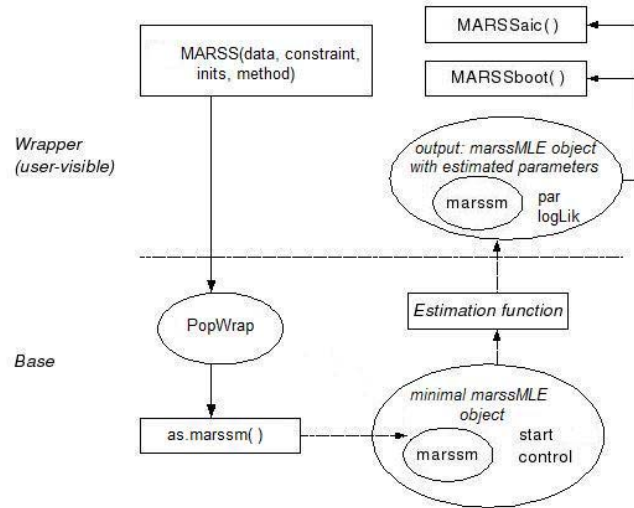 MARSS(data, constraint,
inits, method)
MARSSaic( )
MARSSboot( )
Wrapper
(user-visible)
output: marssMLE object
with estimated parameters
marssm
par
logLik
PopWrap
Estimation function
Base
minimal marssMLE
object
as.marssm( )
marssm
start
control